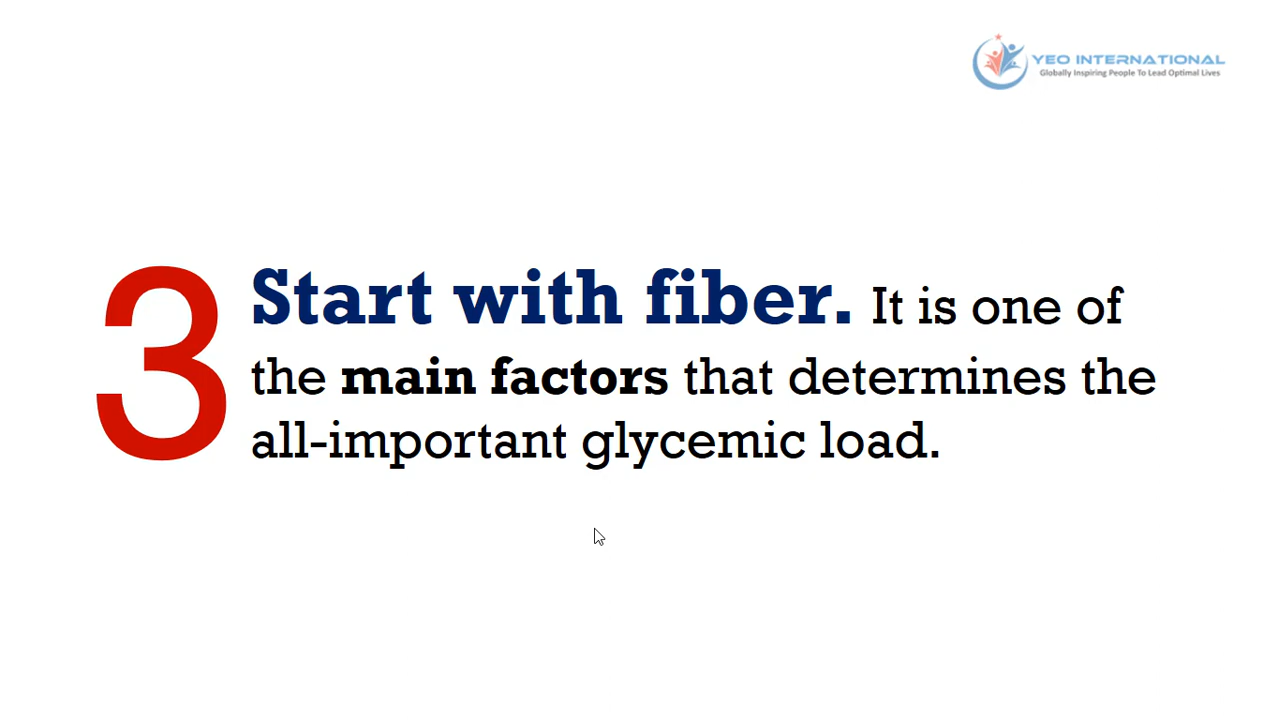 YEO INTERNATIONAL
Globally Inspiring People To Lead Optimal Lives
3
Start with fiber. It is one of
the main factors that determines the
all-important glycemic load.